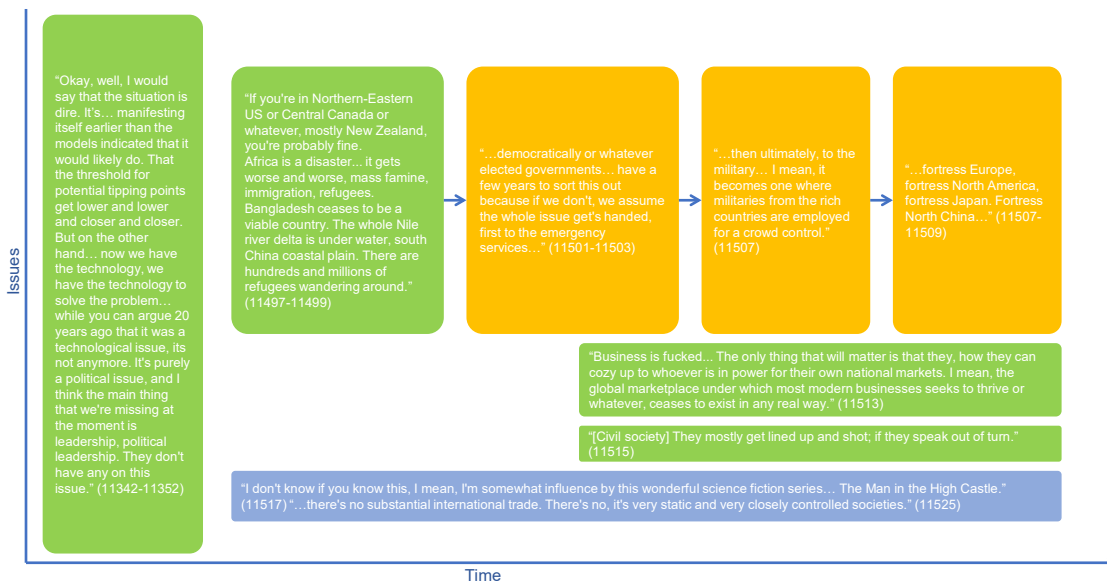 “Okay, well, I would
say that the situation is
dire. It’s… manifesting
itself earlier than the
models indicated that it
would likely do. That
the threshold for
potential tipping points
get lower and lower
and closer and closer.
But on the other
hand… now we have
the technology, we
have the technology to
solve the problem…
while you can argue 20
years ago that it was a
technological issue, its
not anymore. It's purely
a political issue, and I
think the main thing
that we're missing at
the moment is
leadership, political
leadership. They don't
have any on this
issue.” (11342-11352)
“If you're in Northern-Eastern
US or Central Canada or
whatever, mostly New Zealand,
you're probably fine.
Africa is a disaster... it gets
worse and worse, mass famine,
immigration, refugees.
Bangladesh ceases to be a
viable country. The whole Nile
river delta is under water, south
China coastal plain. There are
hundreds and millions of
refugees wandering around.”
(11497-11499)
“…democratically or whatever
elected governments… have a
few years to sort this out
because if we don't, we assume
the whole issue get's handed,
first to the emergency
services…” (11501-11503)
“…then ultimately, to the
military… I mean, it
becomes one where
militaries from the rich
countries are employed
for a crowd control.”
(11507)
“…fortress Europe,
fortress North America,
fortress Japan. Fortress
North China…” (11507-
11509)
“Business is fucked... The only thing that will matter is that they, how they can
cozy up to whoever is in power for their own national markets. I mean, the
global marketplace under which most modern businesses seeks to thrive or
whatever, ceases to exist in any real way.” (11513)
“[Civil society] They mostly get lined up and shot; if they speak out of turn.”
(11515)
“I don't know if you know this, I mean, I'm somewhat influence by this wonderful science fiction series… The Man in the High Castle.”
(11517) “…there's no substantial international trade. There's no, it's very static and very closely controlled societies.” (11525)
Issues
Time